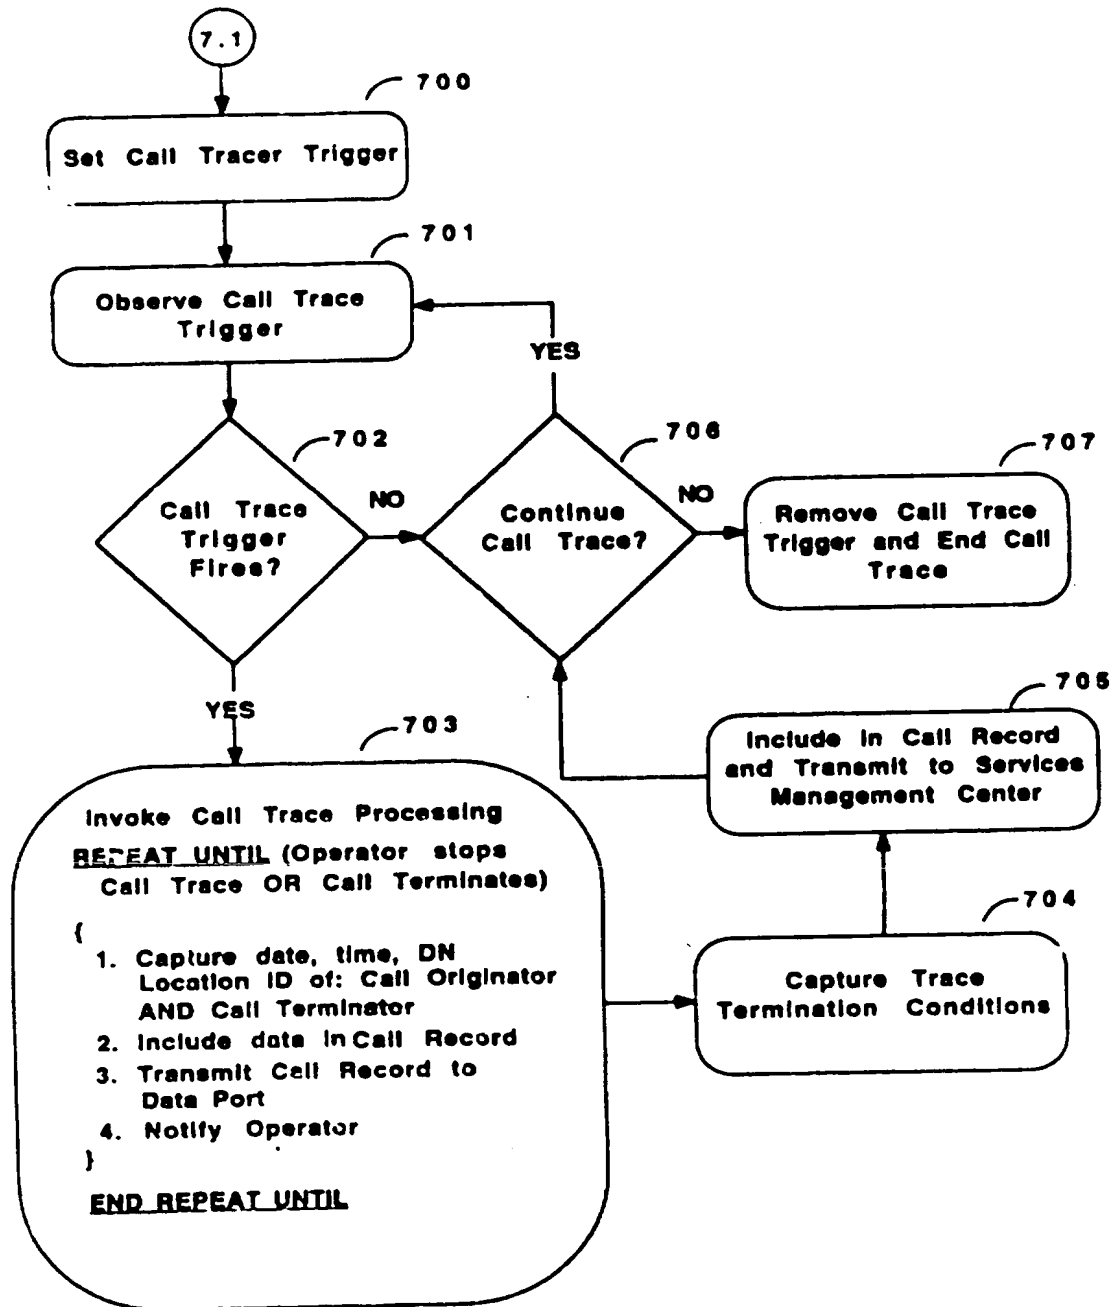 7.1
700
Set Call Tracer Trigger
701
Observe Call Trace
Trigger
YES
702
706
707
Call Trace
Trigger
Fires?
NO
Continue
Call Trace?
NO
Remove Call Trace
Trigger and End Call
Trace
YES
703
705
Include in Call Record
and Transmit to Services
Management Center
Invoke Call Trace Processing
REPEAT UNTIL (Operator stops
Call Trace OR Call Terminates)
{
1. Capture date, time, DN
Location ID of: Call Originator
AND Call Terminator
2. Include data in Call Record
3. Transmit Call Record to
Data Port
4. Notify Operator
}
END REPEAT UNTIL
704
Capture Trace
Termination Conditions